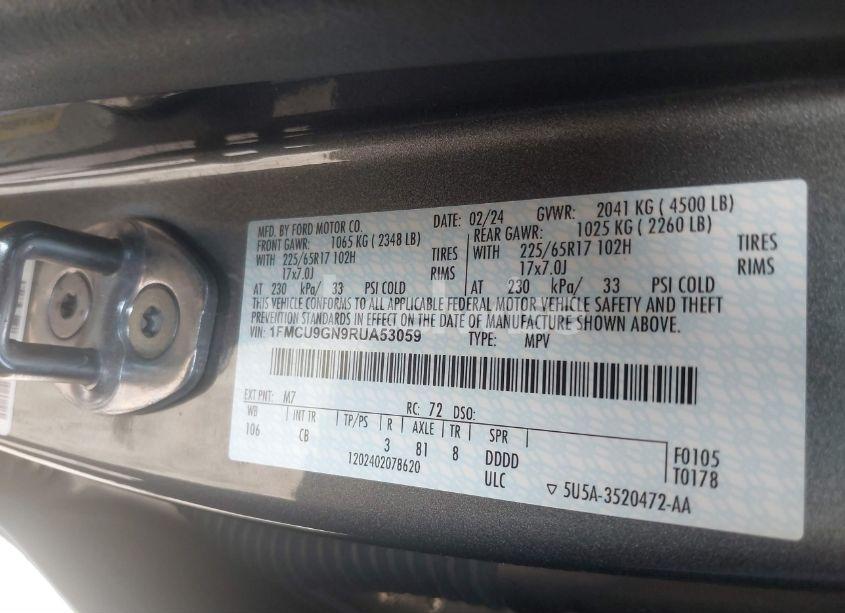 MFD. BY FORD MOTOR CO. DATE: 02/24 GVWR: 2041 KG ( 4500 LB)
FRONT GAWR: 1065 KG ( 2348 LB) REAR GAWR: 1025 KG ( 2260 LB)
WITH 225/65R17 102H TIRES WITH 225/65R17 102H TIRES
17x7.0J RIMS 17x7.0J RIMS
AT 230 kPa/ 33 PSI COLD AT 230 kPa/ 33 PSI COLD
THIS VEHICLE CONFORMS TO ALL APPLICABLE FEDERAL MOTOR VEHICLE SAFETY AND THEFT
PREVENTION STANDARDS IN EFFECT ON THE DATE OF MANUFACTURE SHOWN ABOVE.
VIN: 1FMCU9GN9RUA53059 TYPE: MPV
EXT PNT: M7 RC: 72 DSO:
WB INT TR TP/PS R AXLE TR SPR
106 CB 3 81 8 DDDD F0105
1202402078620 ULC T0178
▽ 5U5A-3520472-AA